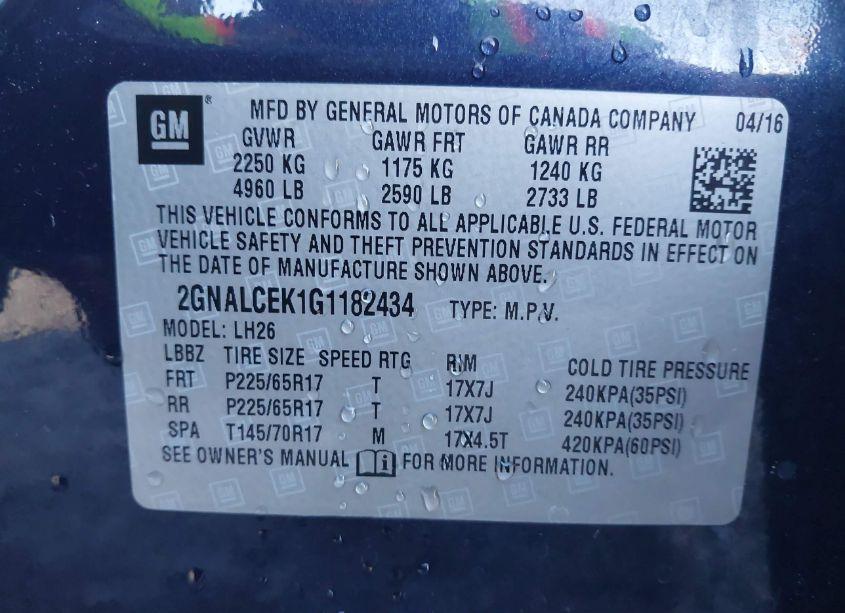 GM ® MFD BY GENERAL MOTORS OF CANADA COMPANY 04/16
GVWR GAWR FRT GAWR RR
2250 KG 1175 KG 1240 KG
4960 LB 2590 LB 2733 LB
THIS VEHICLE CONFORMS TO ALL APPLICABLE U.S. FEDERAL MOTOR
VEHICLE SAFETY AND THEFT PREVENTION STANDARDS IN EFFECT ON
THE DATE OF MANUFACTURE SHOWN ABOVE.
2GNALCEK1G1182434 TYPE: M.P.V.
MODEL: LH26
LBBZ TIRE SIZE SPEED RTG RIM COLD TIRE PRESSURE
FRT P225/65R17 T 17X7J 240KPA(35PSI)
RR P225/65R17 T 17X7J 240KPA(35PSI)
SPA T145/70R17 M 17X4.5T 420KPA(60PSI)
SEE OWNER'S MANUAL FOR MORE INFORMATION.